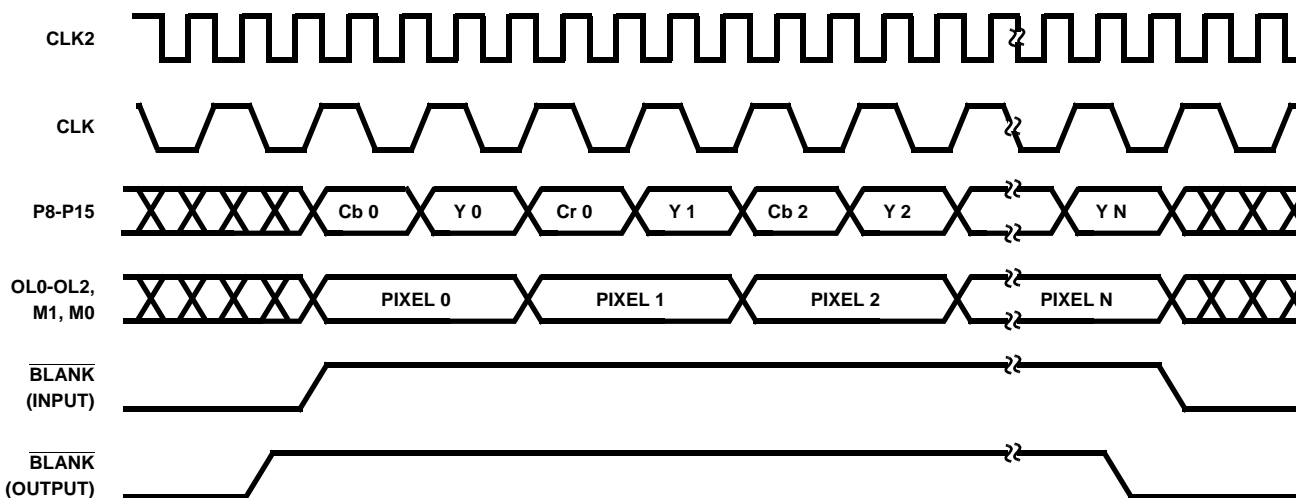 CLK2
CLK
P8-P15
Cb 0 Y 0 Cr 0 Y 1 Cb 2 Y 2 Y N
OL0-OL2,
M1, M0
PIXEL 0 PIXEL 1 PIXEL 2 PIXEL N
BLANK
(INPUT)
BLANK
(OUTPUT)